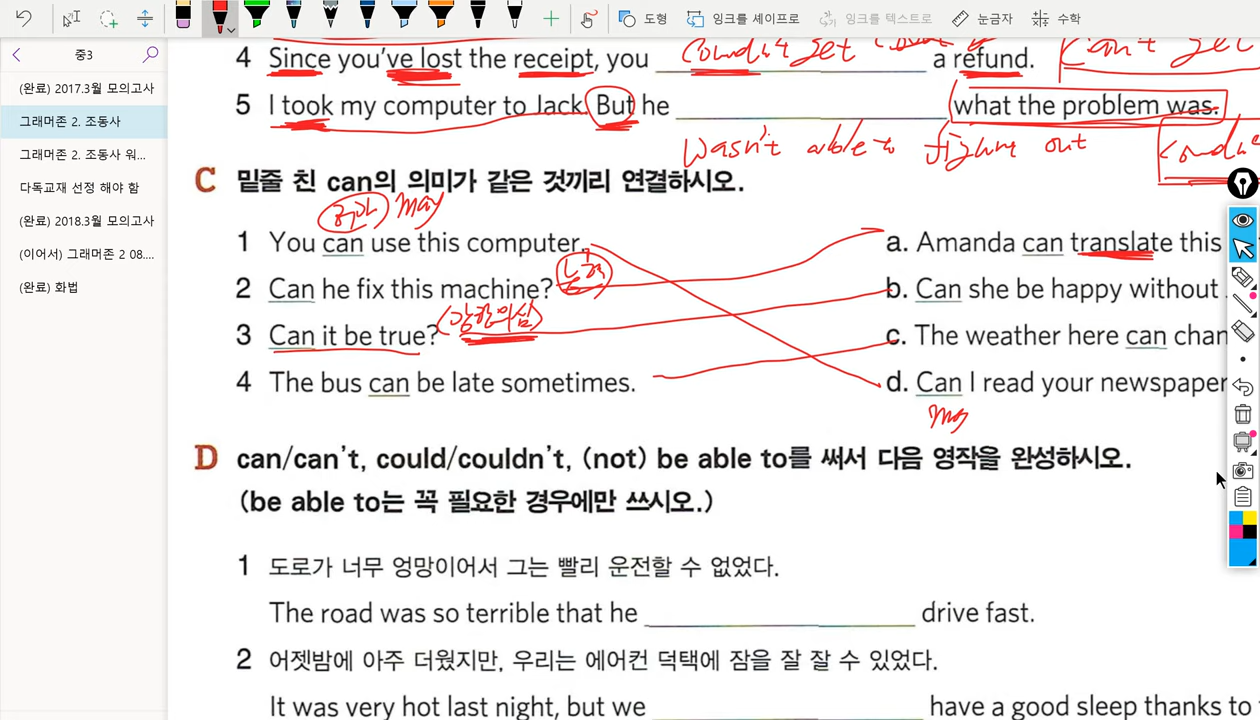 도형
잉크를 셰이프로
잉크를 텍스트로
눈금자
수학
중3
(완료) 2017.3월 모의고사
그래머존 2. 조동사
그래머존 2. 조동사 워...
다독교재 선정 해야 함
(완료) 2018.3월 모의고사
(이어서) 그래머존 2 08....
(완료) 화법
4 Since you've lost the receipt, you a refund.
can't get
5 I took my computer to Jack. But he what the problem was.
wasn't able to figure out
C 밑줄 친 can의 의미가 같은 것끼리 연결하시오.
허가 may
1 You can use this computer. a. Amanda can translate this
능력
2 Can he fix this machine? b. Can she be happy without
(강한의심)
3 Can it be true? c. The weather here can chan
4 The bus can be late sometimes. d. Can I read your newspaper
may
D can/can't, could/couldn't, (not) be able to를 써서 다음 영작을 완성하시오.
(be able to는 꼭 필요한 경우에만 쓰시오.)
1 도로가 너무 엉망이어서 그는 빨리 운전할 수 없었다.
The road was so terrible that he drive fast.
2 어젯밤에 아주 더웠지만, 우리는 에어컨 덕택에 잠을 잘 잘 수 있었다.
It was very hot last night, but we have a good sleep thanks to